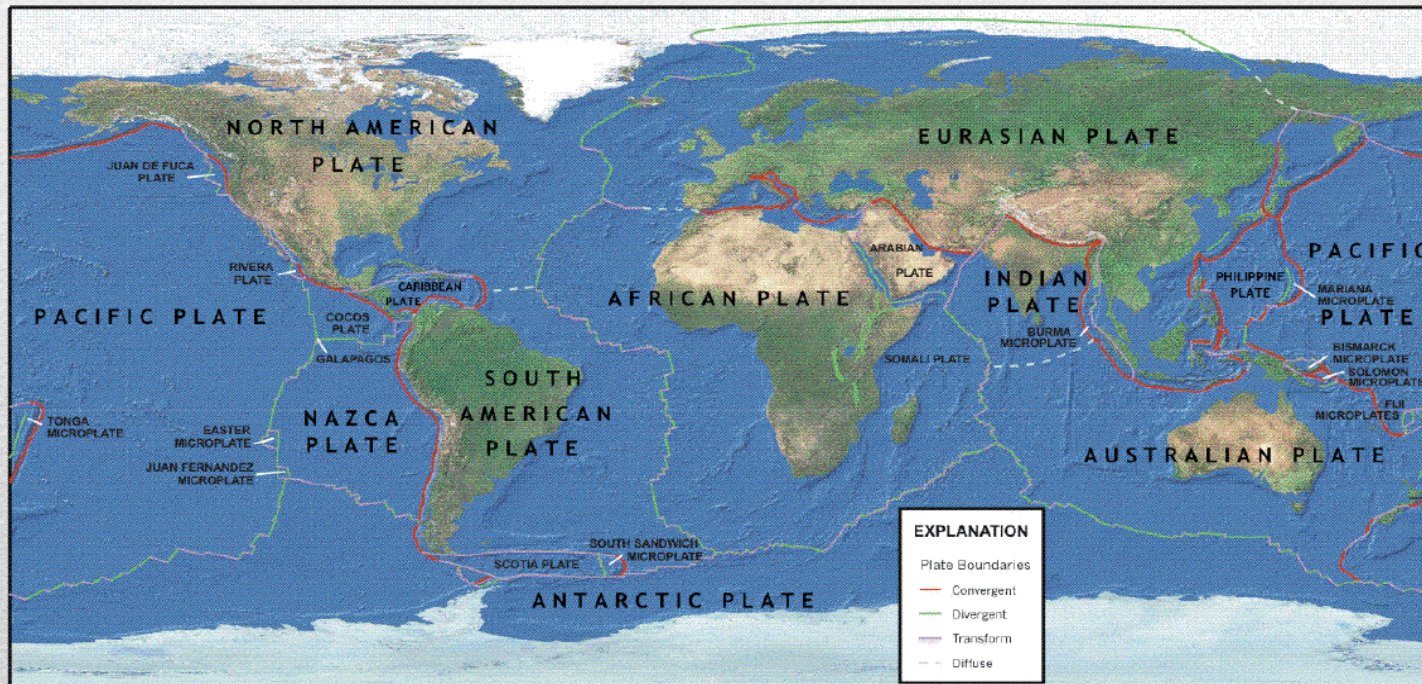 NORTH AMERICAN
PLATE
JUAN DE FUCA
PLATE
EURASIAN PLATE
RIVERA
PLATE
CARIBBEAN
PLATE
COCOS
PLATE
GALAPAGOS
PACIFIC PLATE
AFRICAN PLATE
ARABIAN
PLATE
INDIAN
PLATE
BURMA
MICROPLATE
SOMALI PLATE
PHILIPPINE
PLATE
PACIFIC
PLATE
MARIANA
MICROPLATE
BISMARCK
MICROPLATE
SOLOMON
MICROPLATE
FIJI
MICROPLATES
TONGA
MICROPLATE
EASTER
MICROPLATE
JUAN FERNANDEZ
MICROPLATE
NAZCA
PLATE
SOUTH
AMERICAN
PLATE
AUSTRALIAN PLATE
SOUTH SANDWICH
MICROPLATE
SCOTIA PLATE
ANTARCTIC PLATE
EXPLANATION
Plate Boundaries
Convergent
Divergent
Transform
Diffuse